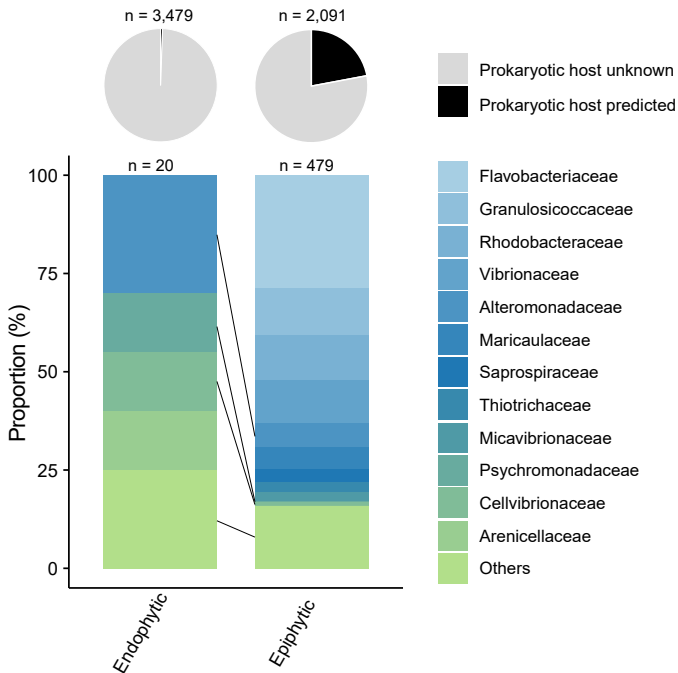 n = 3,479
n = 2,091
Prokaryotic host unknown
Prokaryotic host predicted
n = 20
n = 479
100
75
50
25
0
Proportion (%)
Endophytic
Epiphytic
Flavobacteriaceae
Granulosicoccaceae
Rhodobacteraceae
Vibrionaceae
Alteromonadaceae
Maricaulaceae
Saprospiraceae
Thiotrichaceae
Micavibrionaceae
Psychromonadaceae
Cellvibrionaceae
Arenicellaceae
Others